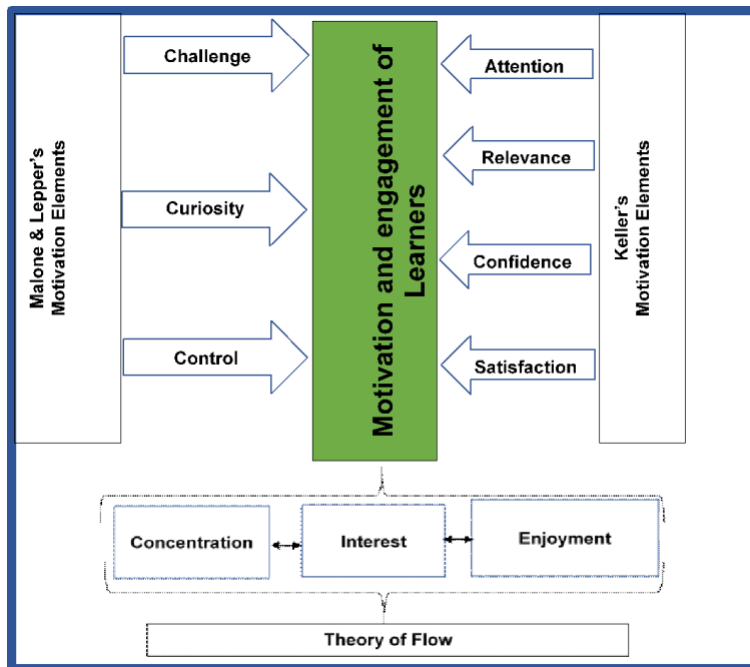 Malone & Lepper's
Motivation Elements
Challenge
Curiosity
Control
Motivation and engagement of
Learners
Attention
Relevance
Confidence
Satisfaction
Keller's
Motivation Elements
Concentration
Interest
Enjoyment
Theory of Flow